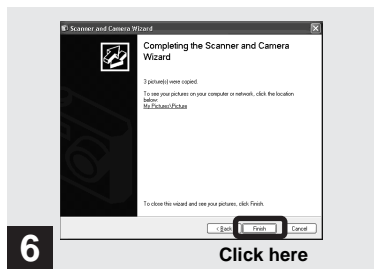 Scanner and Camera Wizard
Completing the Scanner and Camera
Wizard
3 picture(s) were copied.
To see your pictures on your computer or network, click the location
below:
My Pictures\Picture
To close this wizard and see your pictures, click Finish.
< Back
Finish
Cancel
6
Click here